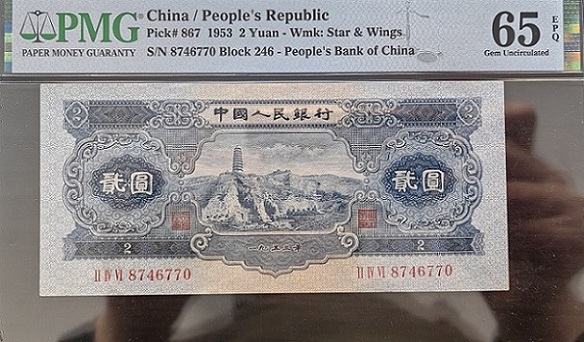 PMG
PAPER MONEY GUARANTY
China / People's Republic
Pick# 867 1953 2 Yuan - Wmk: Star & Wings
S/N 8746770 Block 246 - People's Bank of China
65 EPQ
Gem Uncirculated
2 中國人民銀行 2
貳圓 貳圓
2 一九五三年 2
II IV VI 8746770 II IV VI 8746770